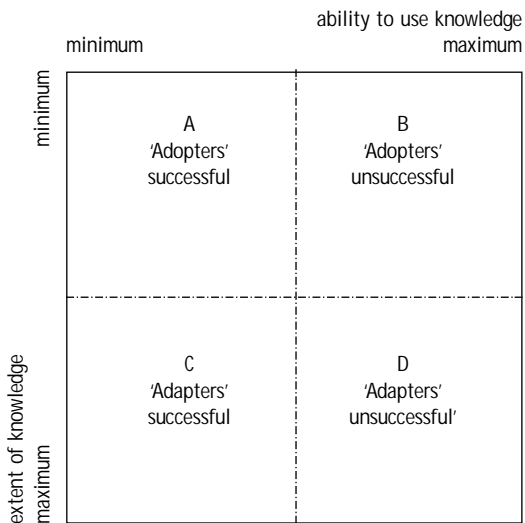 ability to use knowledge
minimum maximum
minimum
A
'Adopters'
successful
B
'Adopters'
unsuccessful
C
'Adapters'
successful
D
'Adapters'
unsuccessful'
extent of knowledge
maximum